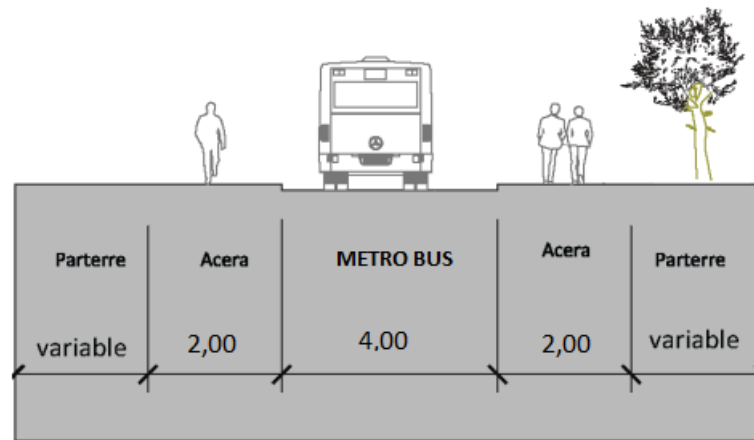 Parterre
Acera
METRO BUS
Acera
Parterre
variable
2,00
4,00
2,00
variable